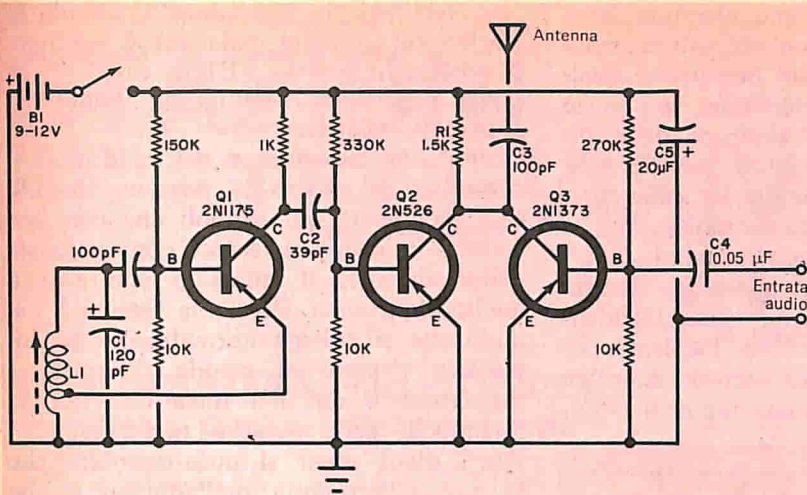 Antenna
+
B1
9-12V
150K
1K
330K
R1
1.5K
C3
100pF
270K
C5
20µF
+
Q1
2N1175
Q2
2N526
Q3
2N1373
C
C2
39pF
C
C
100pF
B
B
B
C4
0,05 µF
Entrata
audio
+
C1
120
pF
L1
10K
E
10K
E
E
10K